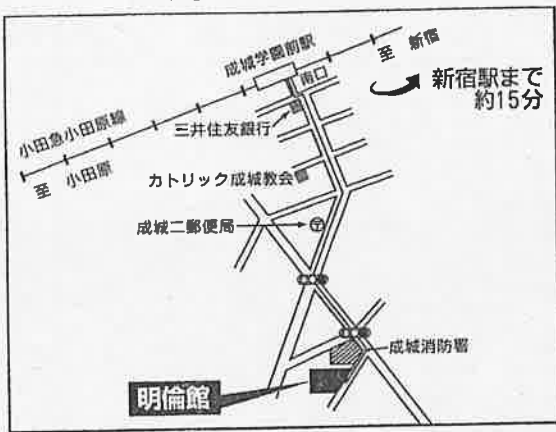 至 新宿
成城学園前駅
南口
新宿駅まで
約15分
小田急小田原線
三井住友銀行
至 小田原
カトリック成城教会
成城二郵便局
〒
成城消防署
明倫館